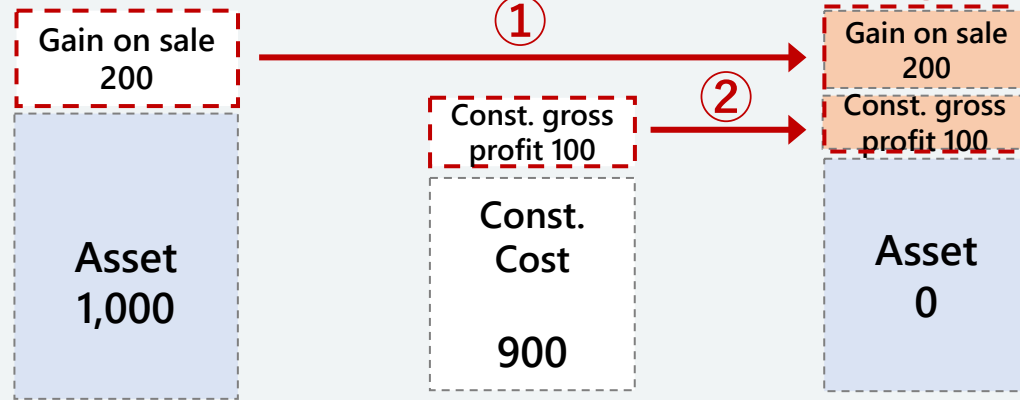 Gain on sale
200
Asset
1,000
①
②
Const. gross
profit 100
Const.
Cost
900
Gain on sale
200
Const. gross
profit 100
Asset
0